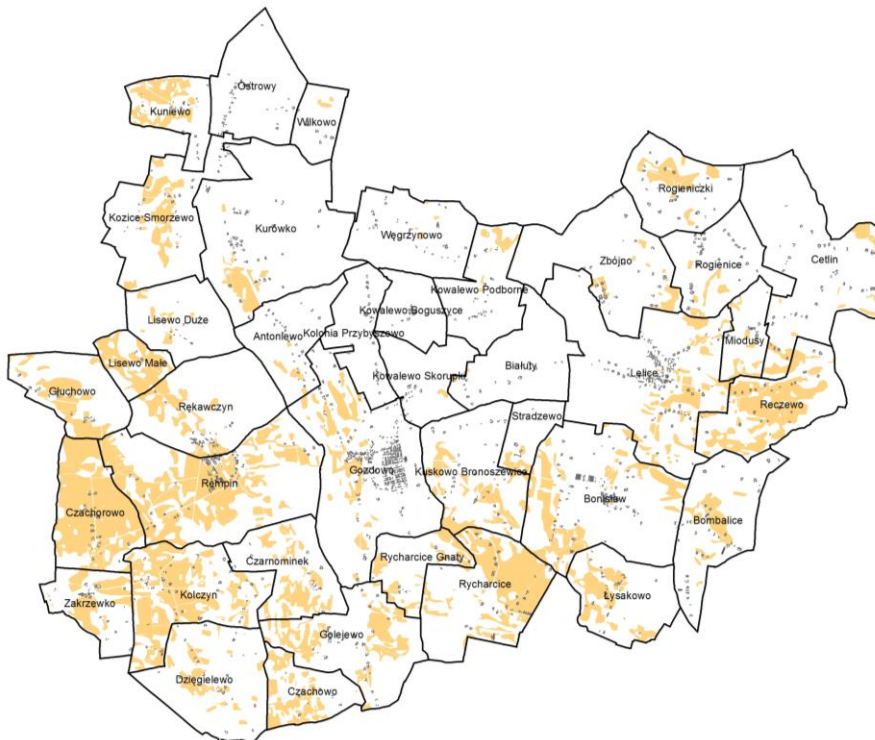 Ostrowy
Kuniewo
Wilkowo
Rogieniczki
Kozice Smorzewo
Kurówko
Węgrzynowo
Zbójno
Rogienice
Cetlin
Kowalewo Podborne
Lisewo Duże
Kowalewo Boguszyce
Antoniewo
Kolonia Przybyszewo
Miodusy
Lisewo Małe
Białuty
Lelice
Kowalewo Skorupki
Głuchowo
Rękawczyn
Reczewo
Stradzewo
Gozdowo
Kuskowo Bronoszewice
Rempin
Bonisław
Czachorowo
Bombalice
Czarnominek
Rycharcice Gnaty
Rycharcice
Zakrzewko
Kolczyn
Łysakowo
Golejewo
Dzięgielewo
Czachowo